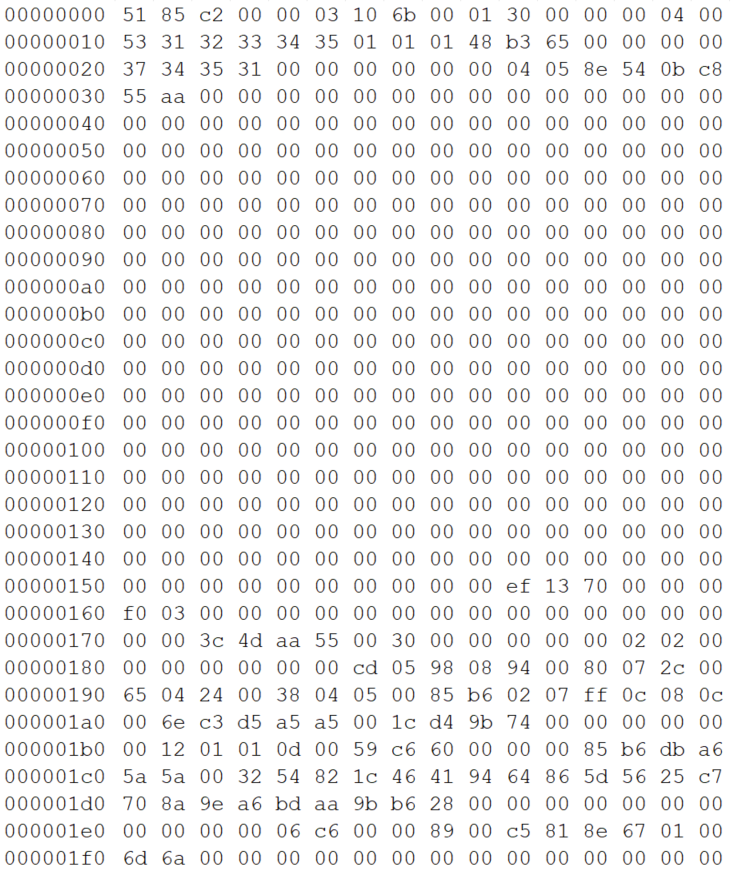 00000000 51 85 c2 00 00 03 10 6b 00 01 30 00 00 00 04 00
00000010 53 31 32 33 34 35 01 01 01 48 b3 65 00 00 00 00
00000020 37 34 35 31 00 00 00 00 00 00 04 05 8e 54 0b c8
00000030 55 aa 00 00 00 00 00 00 00 00 00 00 00 00 00 00
00000040 00 00 00 00 00 00 00 00 00 00 00 00 00 00 00 00
00000050 00 00 00 00 00 00 00 00 00 00 00 00 00 00 00 00
00000060 00 00 00 00 00 00 00 00 00 00 00 00 00 00 00 00
00000070 00 00 00 00 00 00 00 00 00 00 00 00 00 00 00 00
00000080 00 00 00 00 00 00 00 00 00 00 00 00 00 00 00 00
00000090 00 00 00 00 00 00 00 00 00 00 00 00 00 00 00 00
000000a0 00 00 00 00 00 00 00 00 00 00 00 00 00 00 00 00
000000b0 00 00 00 00 00 00 00 00 00 00 00 00 00 00 00 00
000000c0 00 00 00 00 00 00 00 00 00 00 00 00 00 00 00 00
000000d0 00 00 00 00 00 00 00 00 00 00 00 00 00 00 00 00
000000e0 00 00 00 00 00 00 00 00 00 00 00 00 00 00 00 00
000000f0 00 00 00 00 00 00 00 00 00 00 00 00 00 00 00 00
00000100 00 00 00 00 00 00 00 00 00 00 00 00 00 00 00 00
00000110 00 00 00 00 00 00 00 00 00 00 00 00 00 00 00 00
00000120 00 00 00 00 00 00 00 00 00 00 00 00 00 00 00 00
00000130 00 00 00 00 00 00 00 00 00 00 00 00 00 00 00 00
00000140 00 00 00 00 00 00 00 00 00 00 00 00 00 00 00 00
00000150 00 00 00 00 00 00 00 00 00 00 ef 13 70 00 00 00
00000160 f0 03 00 00 00 00 00 00 00 00 00 00 00 00 00 00
00000170 00 00 3c 4d aa 55 00 30 00 00 00 00 00 02 02 00
00000180 00 00 00 00 00 00 cd 05 98 08 94 00 80 07 2c 00
00000190 65 04 24 00 38 04 05 00 85 b6 02 07 ff 0c 08 0c
000001a0 00 6e c3 d5 a5 a5 00 1c d4 9b 74 00 00 00 00 00
000001b0 00 12 01 01 0d 00 59 c6 60 00 00 00 85 b6 db a6
000001c0 5a 5a 00 32 54 82 1c 46 41 94 64 86 5d 56 25 c7
000001d0 70 8a 9e a6 bd aa 9b b6 28 00 00 00 00 00 00 00
000001e0 00 00 00 00 06 c6 00 00 89 00 c5 81 8e 67 01 00
000001f0 6d 6a 00 00 00 00 00 00 00 00 00 00 00 00 00 00